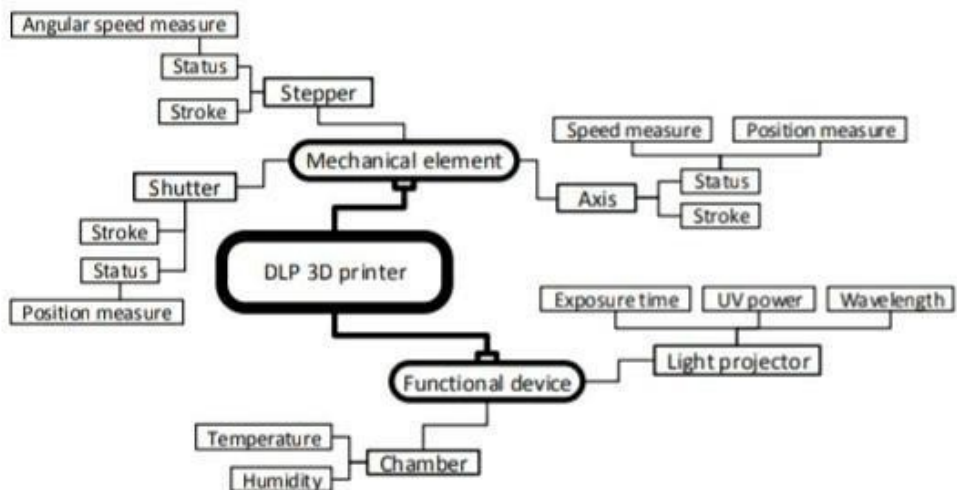 Angular speed measure
Status
Stepper
Stroke
Speed measure
Position measure
Mechanical element
Shutter
Status
Axis
Stroke
Stroke
DLP 3D printer
Status
Position measure
Exposure time
UV power
Wavelength
Light projector
Functional device
Temperature
Chamber
Humidity